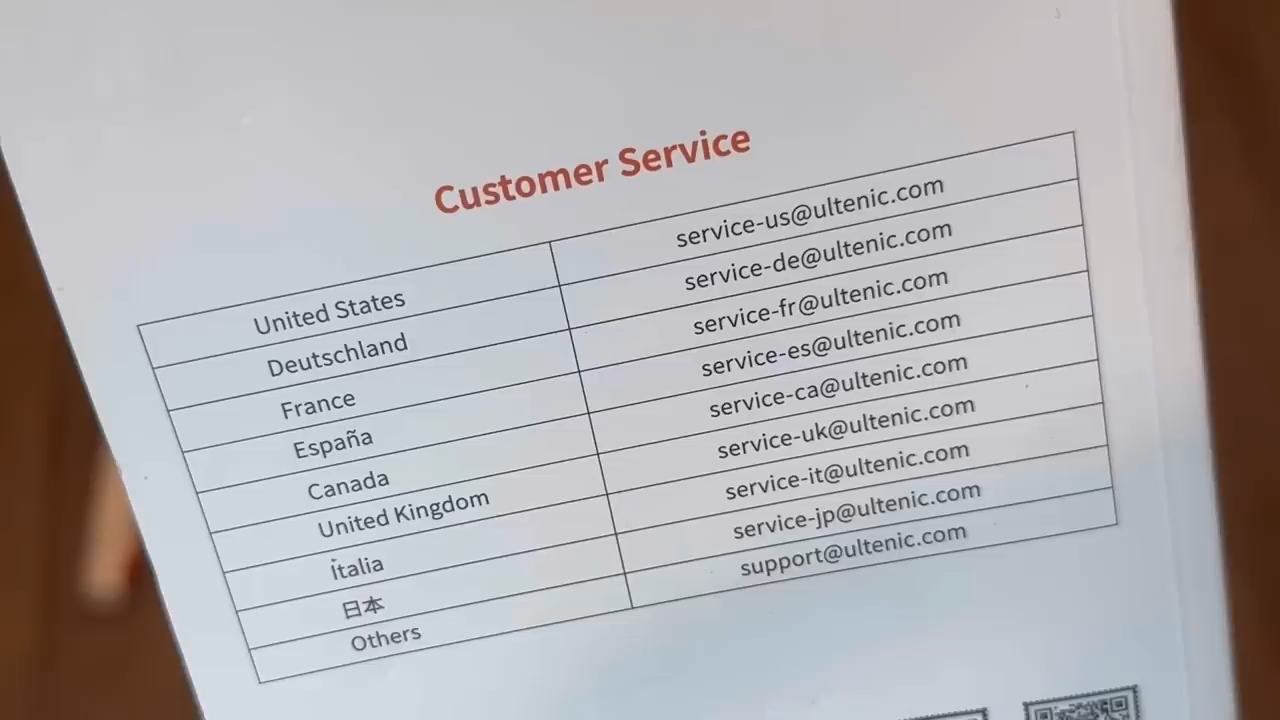 Customer Service
United States service-us@ultenic.com
Deutschland service-de@ultenic.com
France service-fr@ultenic.com
España service-es@ultenic.com
Canada service-ca@ultenic.com
United Kingdom service-uk@ultenic.com
İtalia service-it@ultenic.com
日本 service-jp@ultenic.com
Others support@ultenic.com